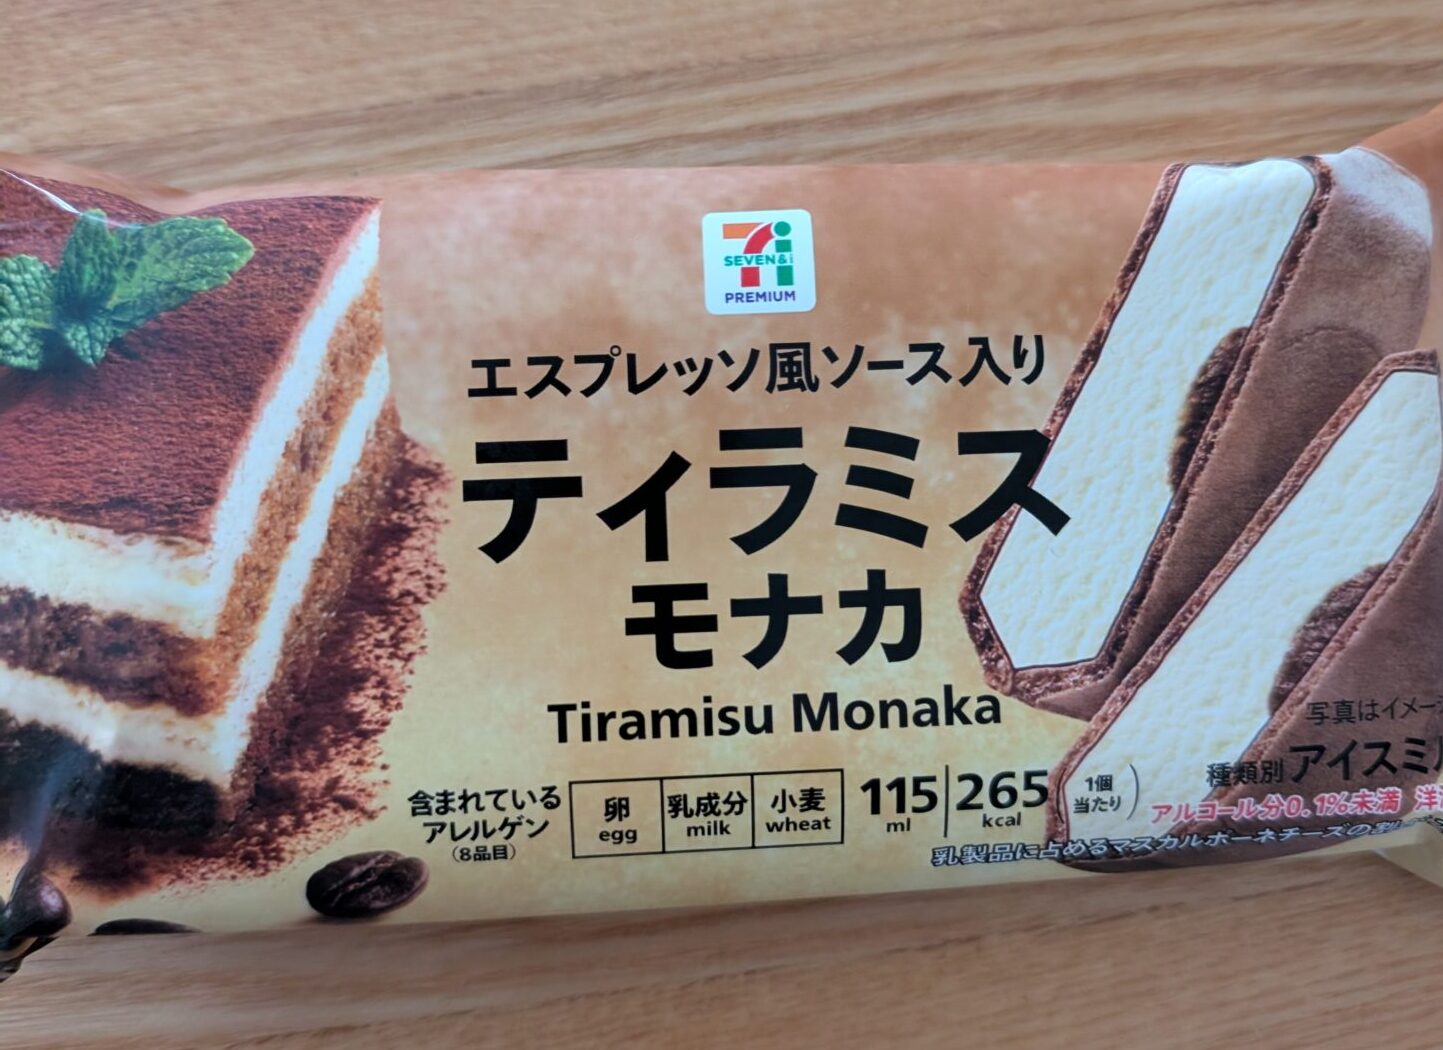 SEVEN&i
PREMIUM
エスプレッソ風ソース入り
ティラミス
モナカ
Tiramisu Monaka
含まれている
アレルゲン
(8品目)
卵
egg
乳成分
milk
小麦
wheat
115
ml
265
kcal
1個
当たり
写真はイメー
種類別 アイスミル
アルコール分0.1%未満 洋
乳製品に占めるマスカルポーネチーズの割